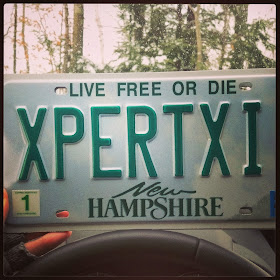 LIVE FREE OR DIE
XPERTXI
1
New
HAMPSHIRE